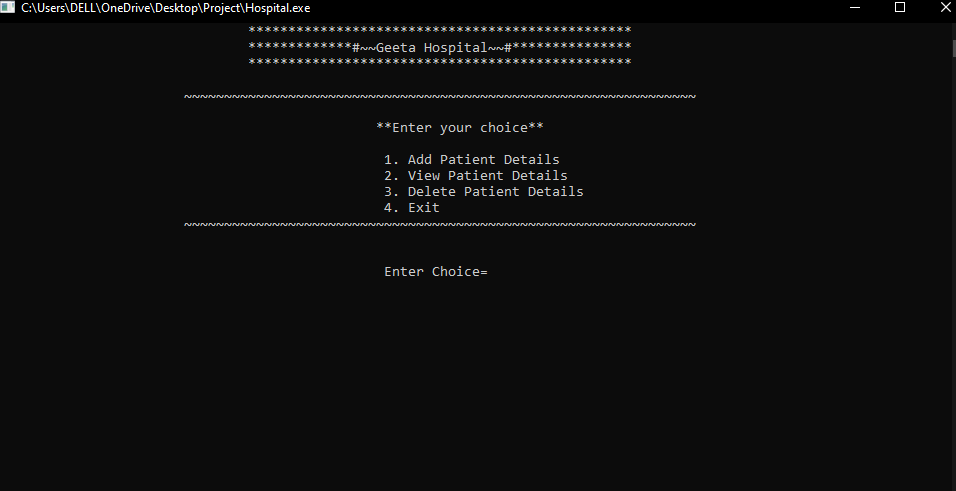 C:\Users\DELL\OneDrive\Desktop\Project\Hospital.exe
************************************************
*************#~~Geeta Hospital~~#***************
************************************************
~~~~~~~~~~~~~~~~~~~~~~~~~~~~~~~~~~~~~~~~~~~~~~~~~~~~~~~~~~~~~~~~
**Enter your choice**
1. Add Patient Details
2. View Patient Details
3. Delete Patient Details
4. Exit
~~~~~~~~~~~~~~~~~~~~~~~~~~~~~~~~~~~~~~~~~~~~~~~~~~~~~~~~~~~~~~~~
Enter Choice=